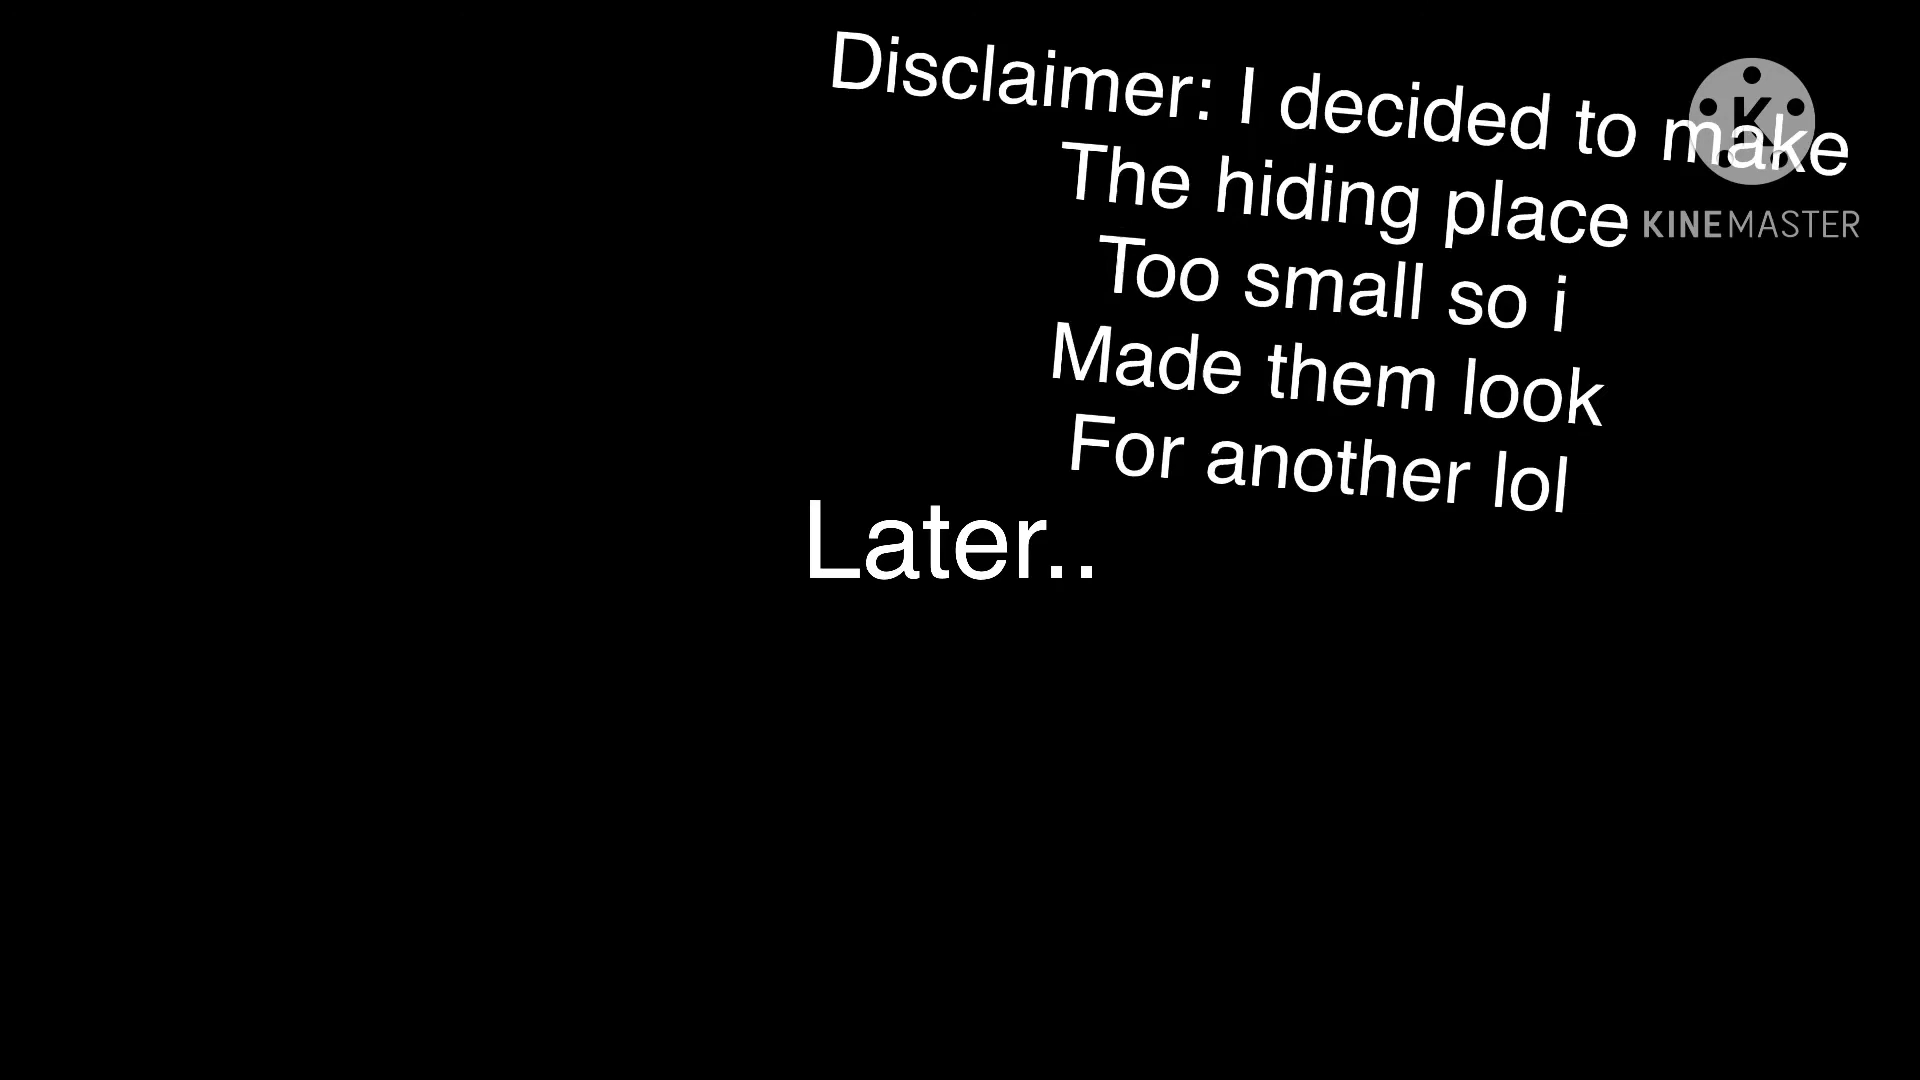 Disclaimer: I decided to make
The hiding place
Too small so i
Made them look
For another lol
Later..
K
KINEMASTER